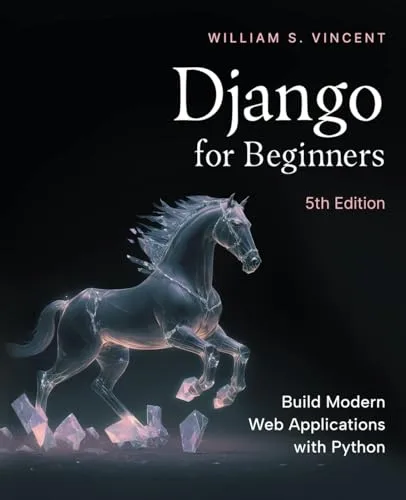 WILLIAM S. VINCENT
Django
for Beginners
5th Edition
Build Modern
Web Applications
with Python